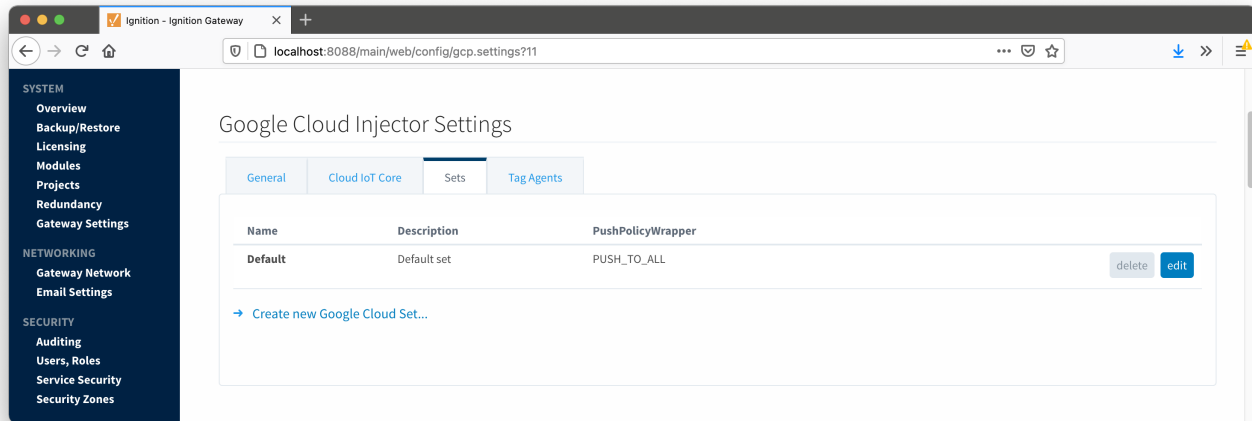 Ignition - Ignition Gateway
localhost:8088/main/web/config/gcp.settings?11
SYSTEM
Overview
Backup/Restore
Licensing
Modules
Projects
Redundancy
Gateway Settings
NETWORKING
Gateway Network
Email Settings
SECURITY
Auditing
Users, Roles
Service Security
Security Zones
Google Cloud Injector Settings
General Cloud IoT Core Sets Tag Agents
Name Description PushPolicyWrapper
Default Default set PUSH_TO_ALL delete edit
Create new Google Cloud Set...